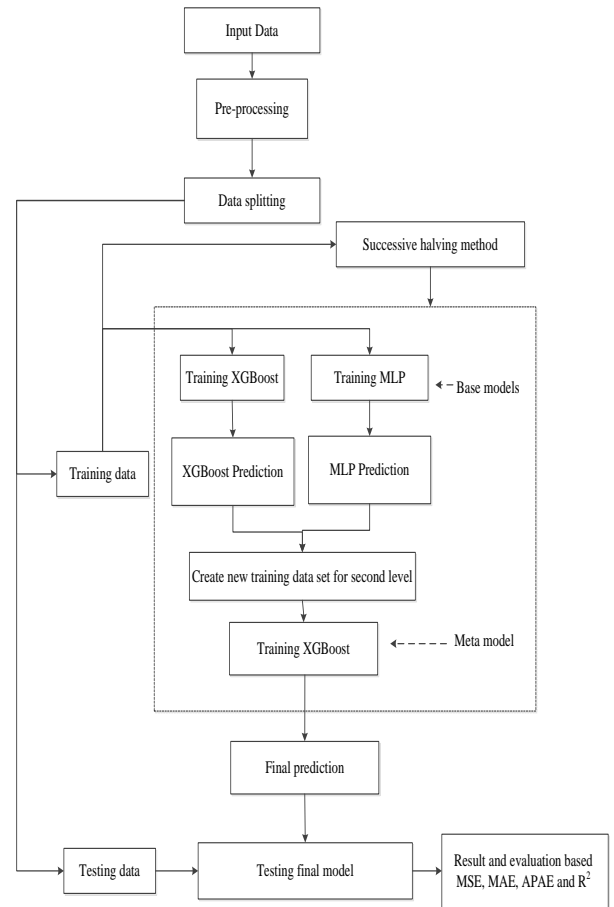 Input Data
Pre-processing
Data splitting
Successive halving method
Training XGBoost
Training MLP
Base models
Training data
XGBoost Prediction
MLP Prediction
Create new training data set for second level
Training XGBoost
Meta model
Final prediction
Testing data
Testing final model
Result and evaluation based
MSE, MAE, APAE and R²